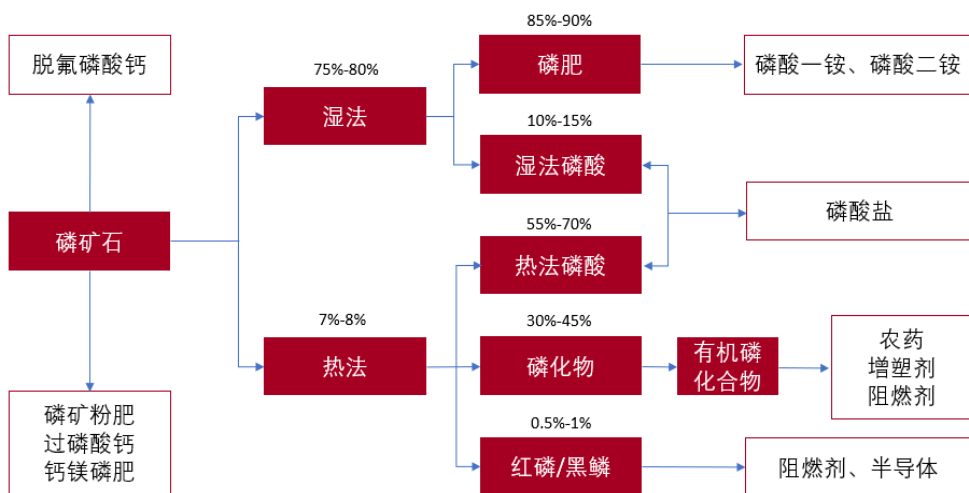 脱氟磷酸钙
磷矿石
磷矿粉肥
过磷酸钙
钙镁磷肥
75%-80%
湿法
7%-8%
热法
85%-90%
磷肥
10%-15%
湿法磷酸
55%-70%
热法磷酸
30%-45%
磷化物
0.5%-1%
红磷/黑鳞
有机磷
化合物
磷酸一铵、磷酸二铵
磷酸盐
农药
增塑剂
阻燃剂
阻燃剂、半导体